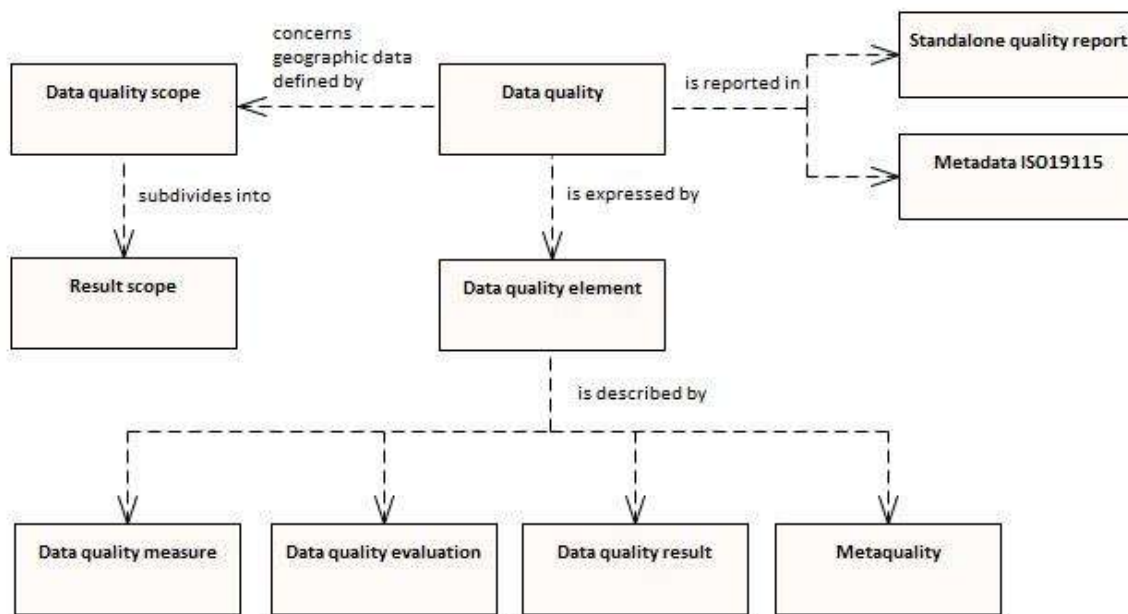 concerns
geographic data
defined by
Standalone quality report
Data quality scope
Data quality
is reported in
Metadata ISO19115
subdivides into
is expressed by
Result scope
Data quality element
is described by
Data quality measure
Data quality evaluation
Data quality result
Metaquality